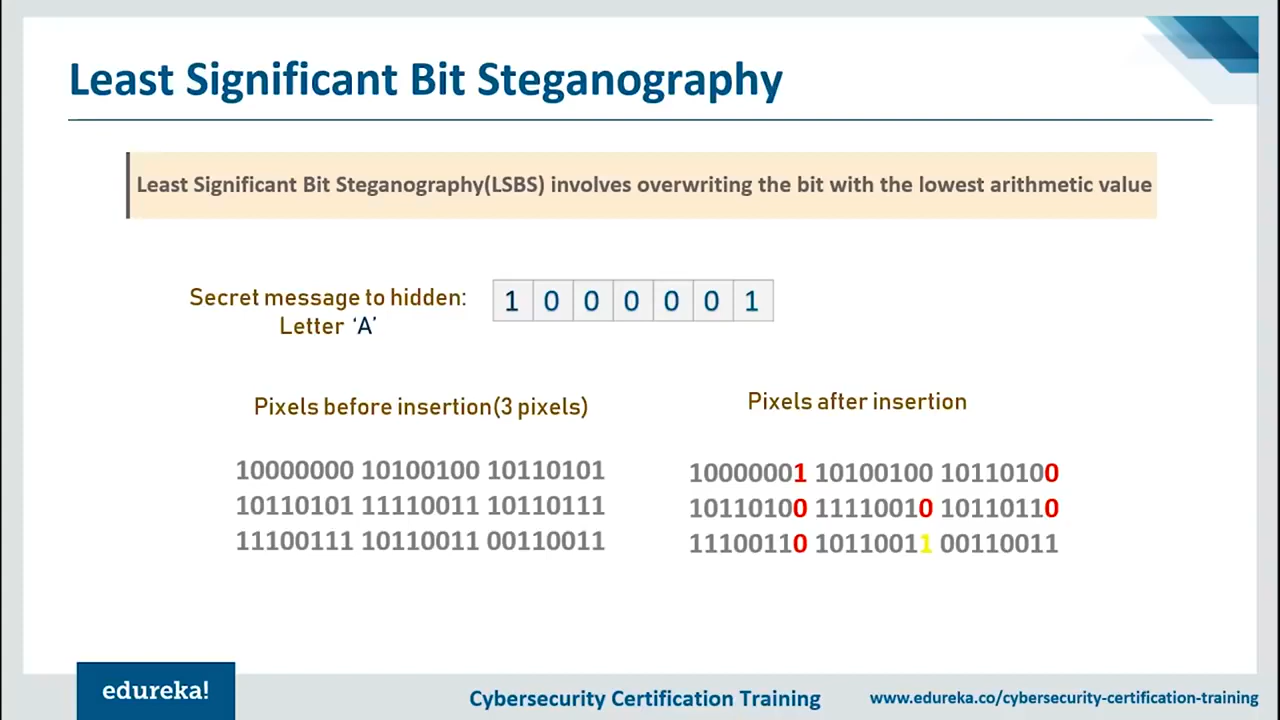 Least Significant Bit Steganography
Least Significant Bit Steganography(LSBS) involves overwriting the bit with the lowest arithmetic value
Secret message to hidden:
Letter ‘A’
1 0 0 0 0 0 1
Pixels before insertion(3 pixels)
10000000 10100100 10110101
10110101 11110011 10110111
11100111 10110011 00110011
Pixels after insertion
10000001 10100100 10110100
10110100 11110010 10110110
11100110 10110011 00110011
edureka!
Cybersecurity Certification Training
www.edureka.co/cybersecurity-certification-training